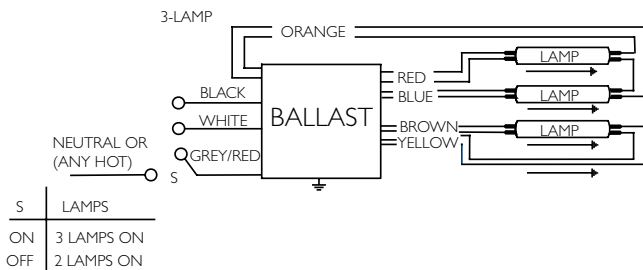 3-LAMP
ORANGE
RED
LAMP
BLACK
BLUE
LAMP
BALLAST
WHITE
BROWN
LAMP
NEUTRAL OR
(ANY HOT)
GREY/RED
YELLOW
S
S LAMPS
ON 3 LAMPS ON
OFF 2 LAMPS ON